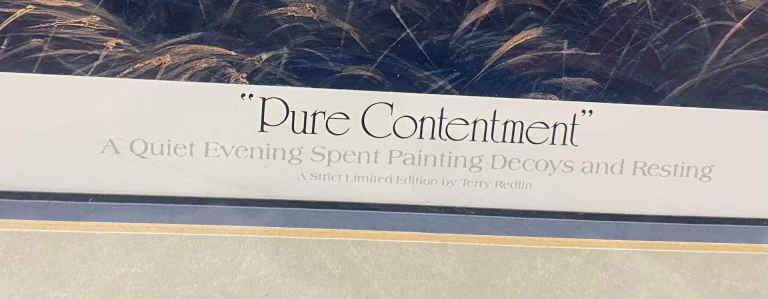 "Pure Contentment"
A Quiet Evening Spent Painting Decoys and Resting
A Strict Limited Edition by Terry Redlin